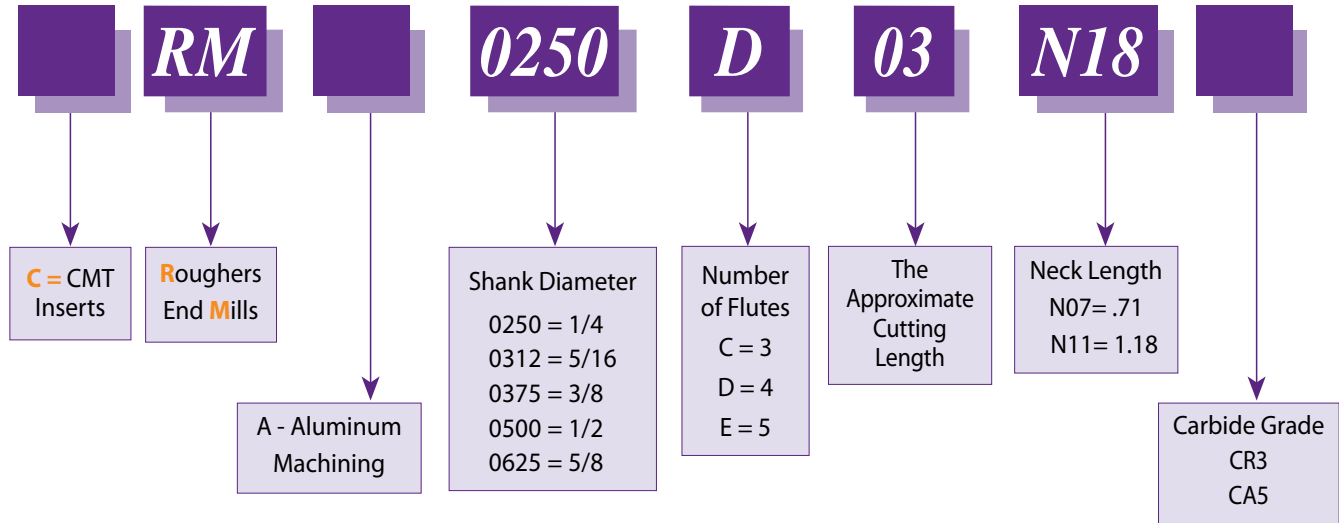 RM 0250 D 03 N18
C = CMT
Inserts
Roughers
End Mills
A - Aluminum
Machining
Shank Diameter
0250 = 1/4
0312 = 5/16
0375 = 3/8
0500 = 1/2
0625 = 5/8
Number
of Flutes
C = 3
D = 4
E = 5
The
Approximate
Cutting
Length
Neck Length
N07= .71
N11= 1.18
Carbide Grade
CR3
CA5